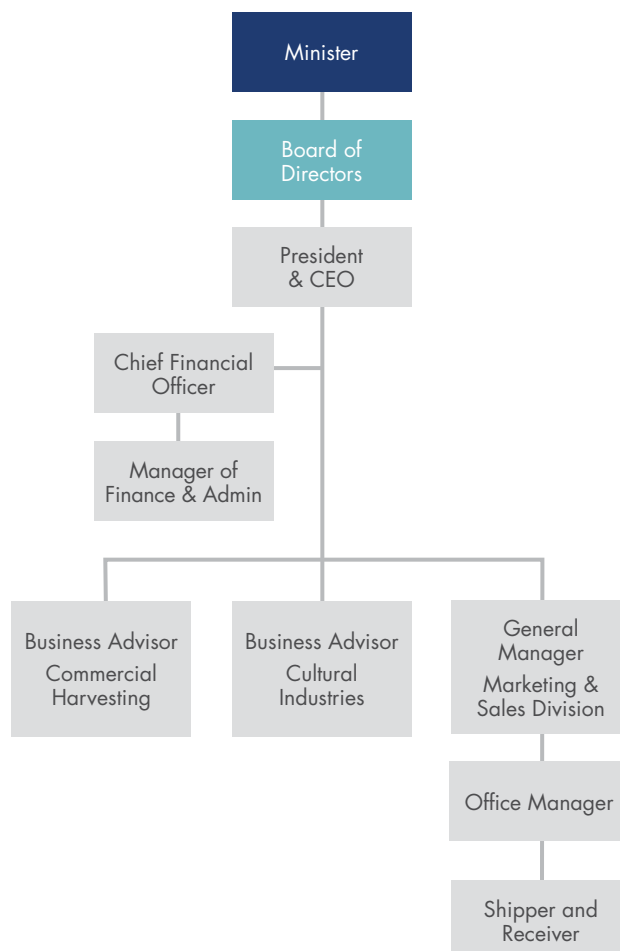 Minister
Board of
Directors
President
& CEO
Chief Financial
Officer
Manager of
Finance & Admin
Business Advisor
Commercial
Harvesting
Business Advisor
Cultural
Industries
General
Manager
Marketing &
Sales Division
Office Manager
Shipper and
Receiver